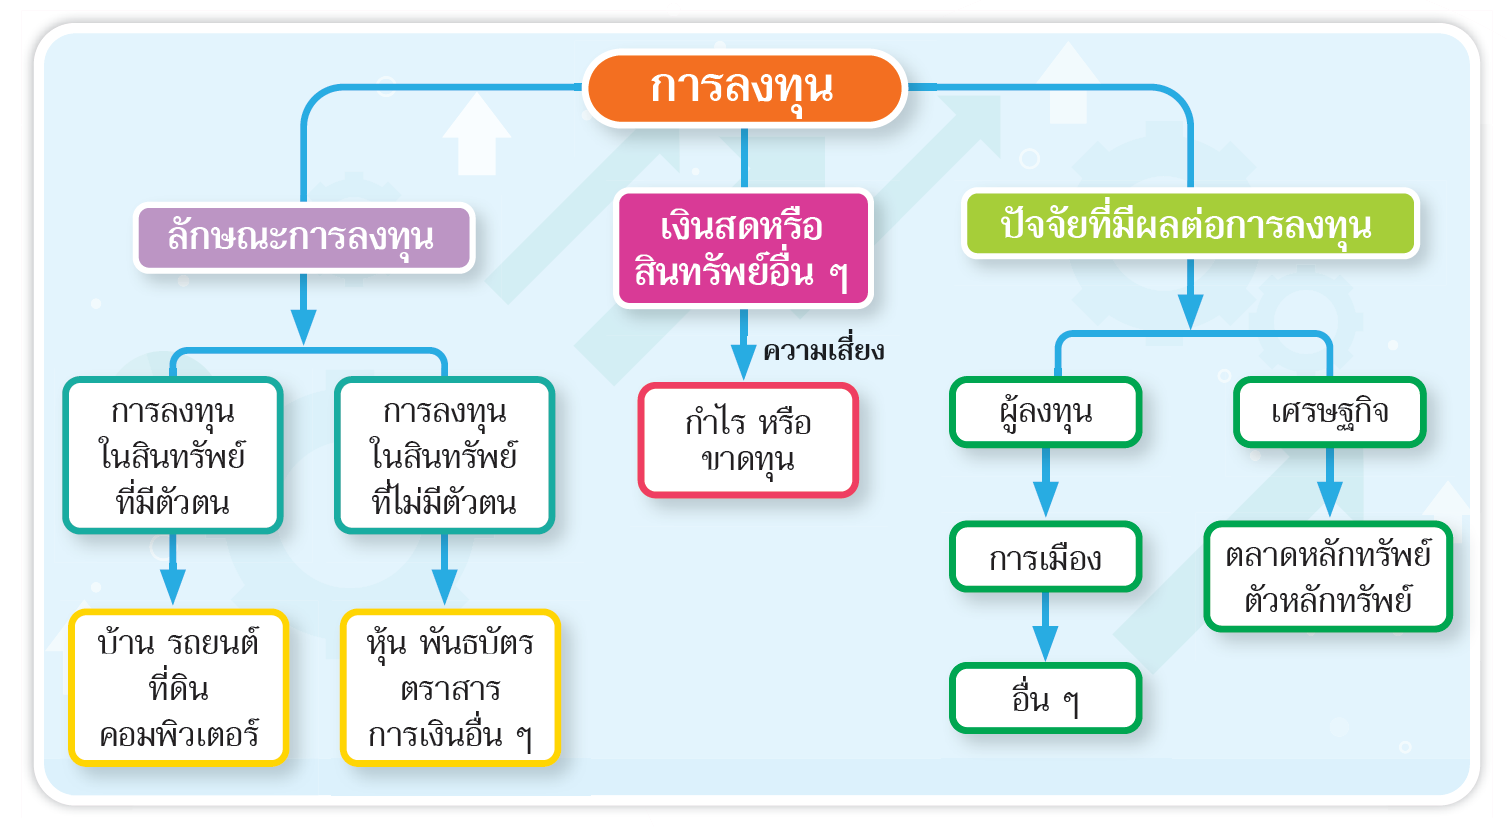 การลงทุน
ลักษณะการลงทุน
การลงทุน
ในสินทรัพย์
ที่มีตัวตน
บ้าน รถยนต์
ที่ดิน
คอมพิวเตอร์
การลงทุน
ในสินทรัพย์
ที่ไม่มีตัวตน
หุ้น พันธบัตร
ตราสาร
การเงินอื่น ๆ
เงินสดหรือ
สินทรัพย์อื่น ๆ
ความเสี่ยง
กำไร หรือ
ขาดทุน
ปัจจัยที่มีผลต่อการลงทุน
ผู้ลงทุน
การเมือง
อื่น ๆ
เศรษฐกิจ
ตลาดหลักทรัพย์
ตัวหลักทรัพย์